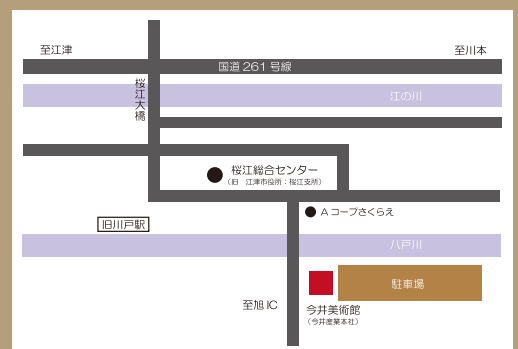 至江津
至川本
国道261号線
桜江大橋
江の川
桜江総合センター
（旧　江津市役所：桜江支所）
Aコープさくらえ
旧川戸駅
八戸川
駐車場
至旭IC
今井美術館
（今井産業本社）